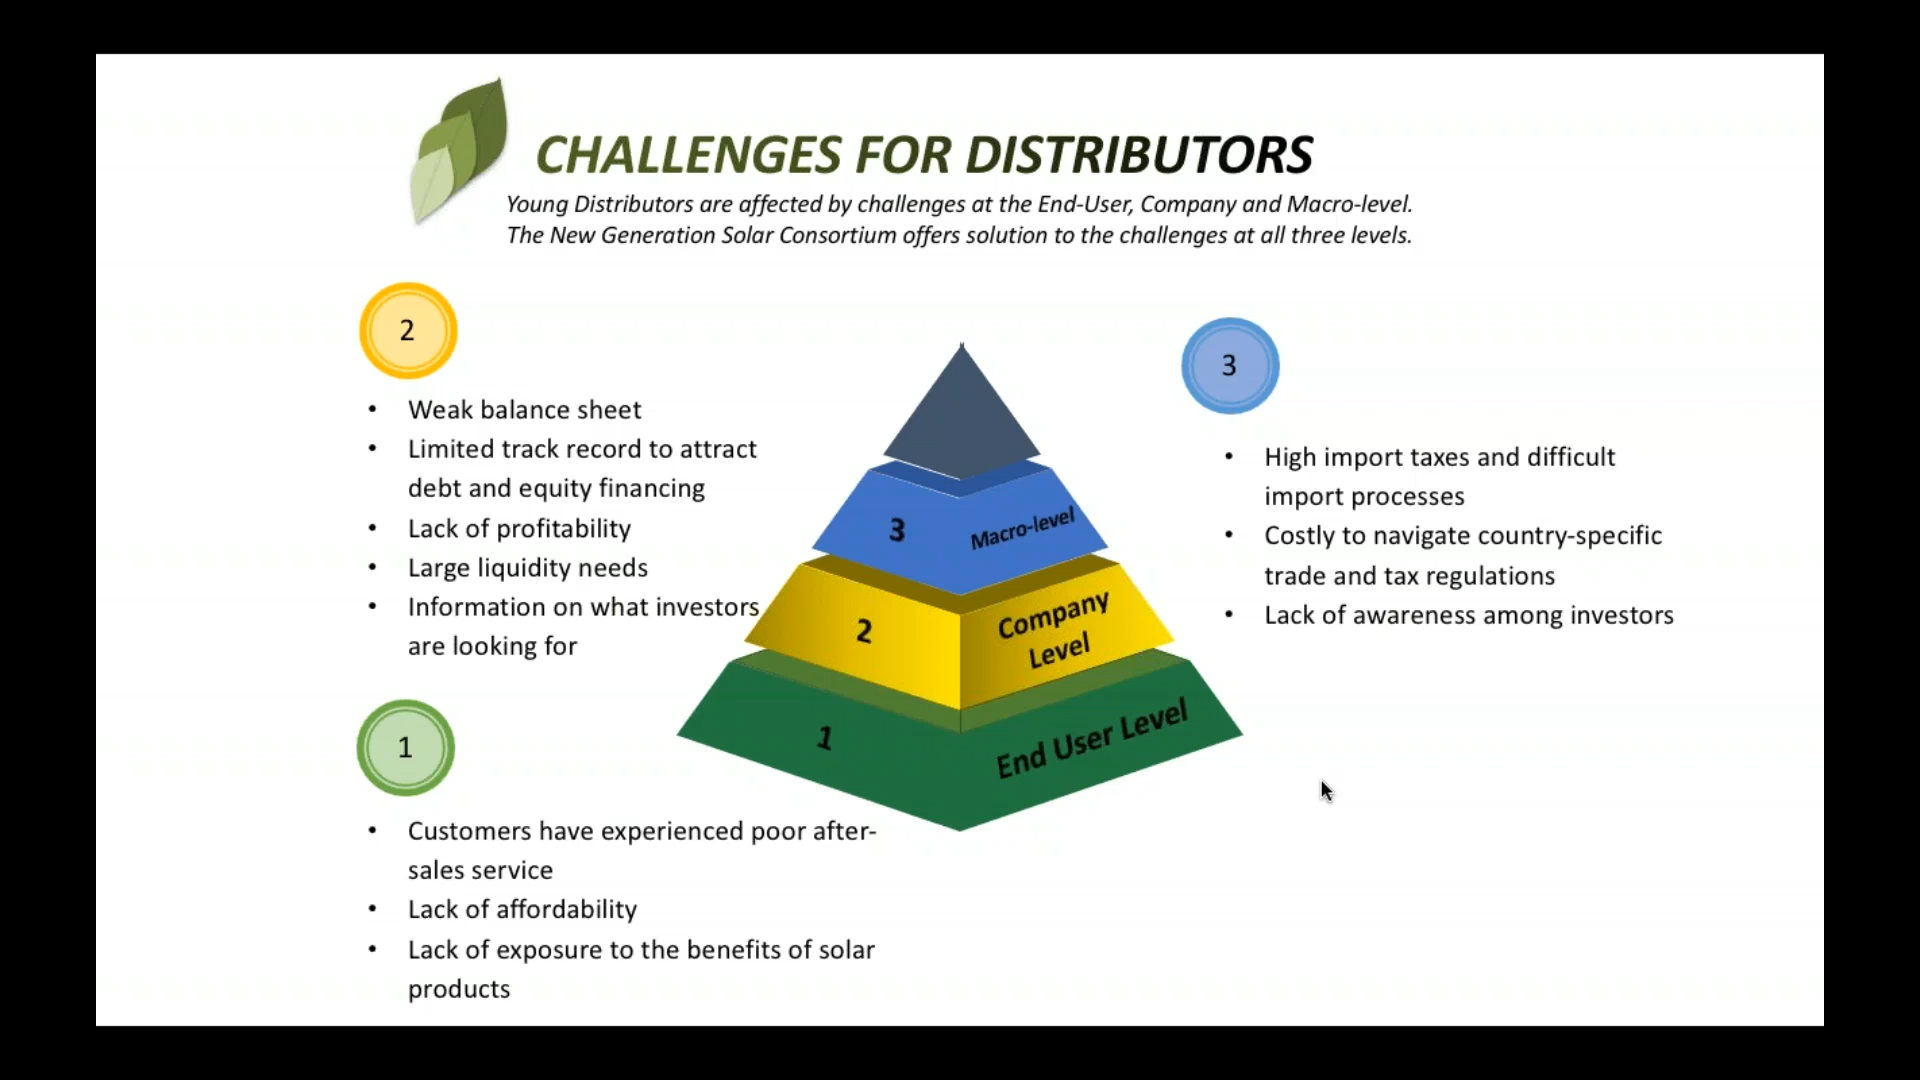 CHALLENGES FOR DISTRIBUTORS
Young Distributors are affected by challenges at the End-User, Company and Macro-level.
The New Generation Solar Consortium offers solution to the challenges at all three levels.
2
• Weak balance sheet
• Limited track record to attract
debt and equity financing
• Lack of profitability
• Large liquidity needs
• Information on what investors
are looking for
1
• Customers have experienced poor after-
sales service
• Lack of affordability
• Lack of exposure to the benefits of solar
products
3 Macro-level
2 Company
Level
1 End User Level
3
• High import taxes and difficult
import processes
• Costly to navigate country-specific
trade and tax regulations
• Lack of awareness among investors